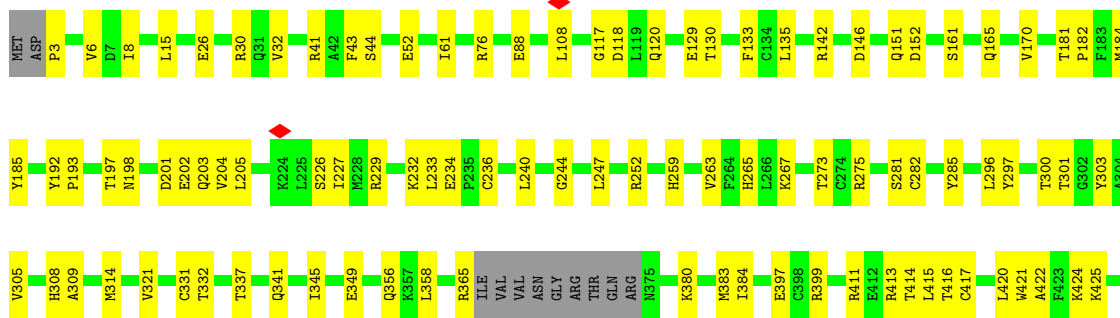 MET ASP P3 V6 D7 I8 L15 E26 R30 Q31 V32 R41 A42 F43 S44 E52 I61 R76 E88 L108 G117 D118 L119 Q120 E129 T130 F133 C134 L135 R142 D146 Q151 D152 S161 Q165 V170 T181 P182 F183 M184
Y185 Y192 P193 T197 N198 D201 E202 Q203 V204 L205 K224 L225 S226 I227 M228 R229 K232 L233 E234 P235 C236 L240 G244 L247 R252 H259 V263 F264 H265 L266 K267 T273 C274 R275 S281 C282 Y285 L296 Y297 T300 T301 G302 Y303 A304
V305 H308 A309 M314 V321 C331 T332 T337 Q341 I345 E349 Q356 K357 L358 R365 ILE VAL VAL ASN GLY ARG THR GLN ARG N375 K380 M383 I384 E397 C398 R399 R411 E412 R413 T414 L415 T416 C417 L420 W421 A422 F423 K424 K425